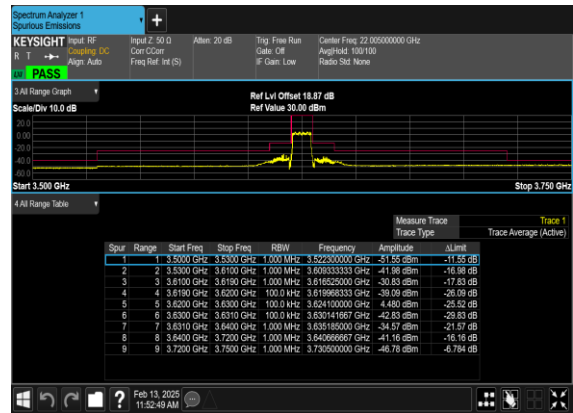 Spectrum Analyzer 1
Spurious Emissions
KEYSIGHT Input: RF Input Z: 50 Ω Atten: 20 dB Trig: Free Run Center Freq: 22.005000000 GHz
R T Coupling: DC Corr CCorr Gate: Off Avg|Hold: 100/100
Align: Auto Freq Ref: Int (S) IF Gain: Low Radio Std: None
PASS
3 All Range Graph
Ref Lvl Offset 18.87 dB
Scale/Div 10.0 dB Ref Value 30.00 dBm
20.0
0.00
-20.0
-40.0
-60.0
Start 3.500 GHz Stop 3.750 GHz
4 All Range Table
Measure Trace Trace 1
Trace Type Trace Average (Active)
Spur Range Start Freq Stop Freq RBW Frequency Amplitude ΔLimit
1 1 3.5000 GHz 3.5300 GHz 1.000 MHz 3.522300000 GHz -51.55 dBm -11.55 dB
2 2 3.5300 GHz 3.6100 GHz 1.000 MHz 3.609333333 GHz -41.98 dBm -16.98 dB
3 3 3.6100 GHz 3.6190 GHz 1.000 MHz 3.616525000 GHz -30.83 dBm -17.83 dB
4 4 3.6190 GHz 3.6200 GHz 100.0 kHz 3.619968333 GHz -39.09 dBm -26.09 dB
5 5 3.6200 GHz 3.6300 GHz 100.0 kHz 3.624100000 GHz 4.480 dBm -25.52 dB
6 6 3.6300 GHz 3.6310 GHz 100.0 kHz 3.630141667 GHz -42.83 dBm -29.83 dB
7 7 3.6310 GHz 3.6400 GHz 1.000 MHz 3.635185000 GHz -34.57 dBm -21.57 dB
8 8 3.6400 GHz 3.7200 GHz 1.000 MHz 3.640666667 GHz -41.16 dBm -16.16 dB
9 9 3.7200 GHz 3.7500 GHz 1.000 MHz 3.730500000 GHz -46.78 dBm -6.784 dB
Feb 13, 2025
11:52:49 AM